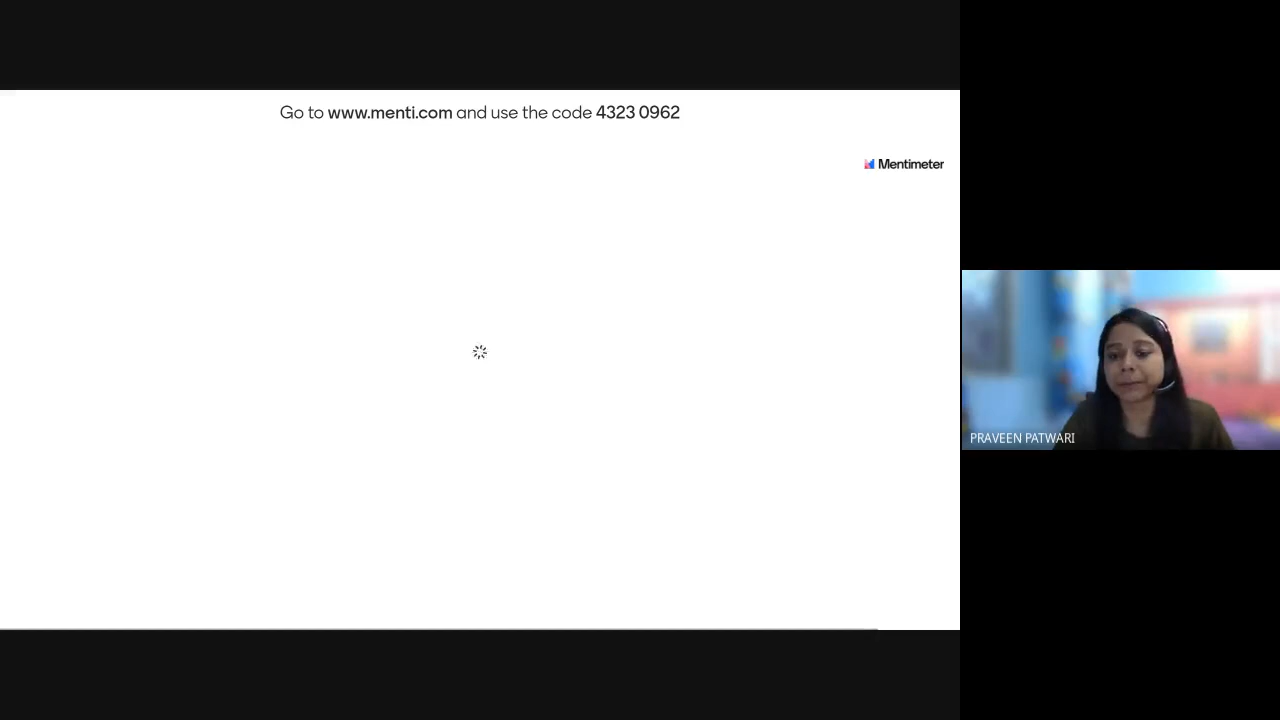 Go to www.menti.com and use the code 4323 0962
Mentimeter
PRAVEEN PATWARI